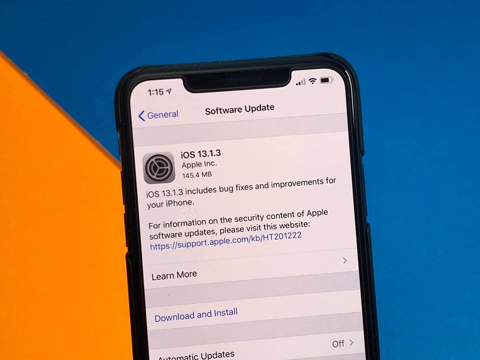 1:15
General
Software Update
iOS 13.1.3
Apple Inc.
145.4 MB
iOS 13.1.3 includes bug fixes and improvements for
your iPhone.
For information on the security content of Apple
software updates, please visit this website:
https://support.apple.com/kb/HT201222
Learn More
Download and Install
Automatic Updates
Off